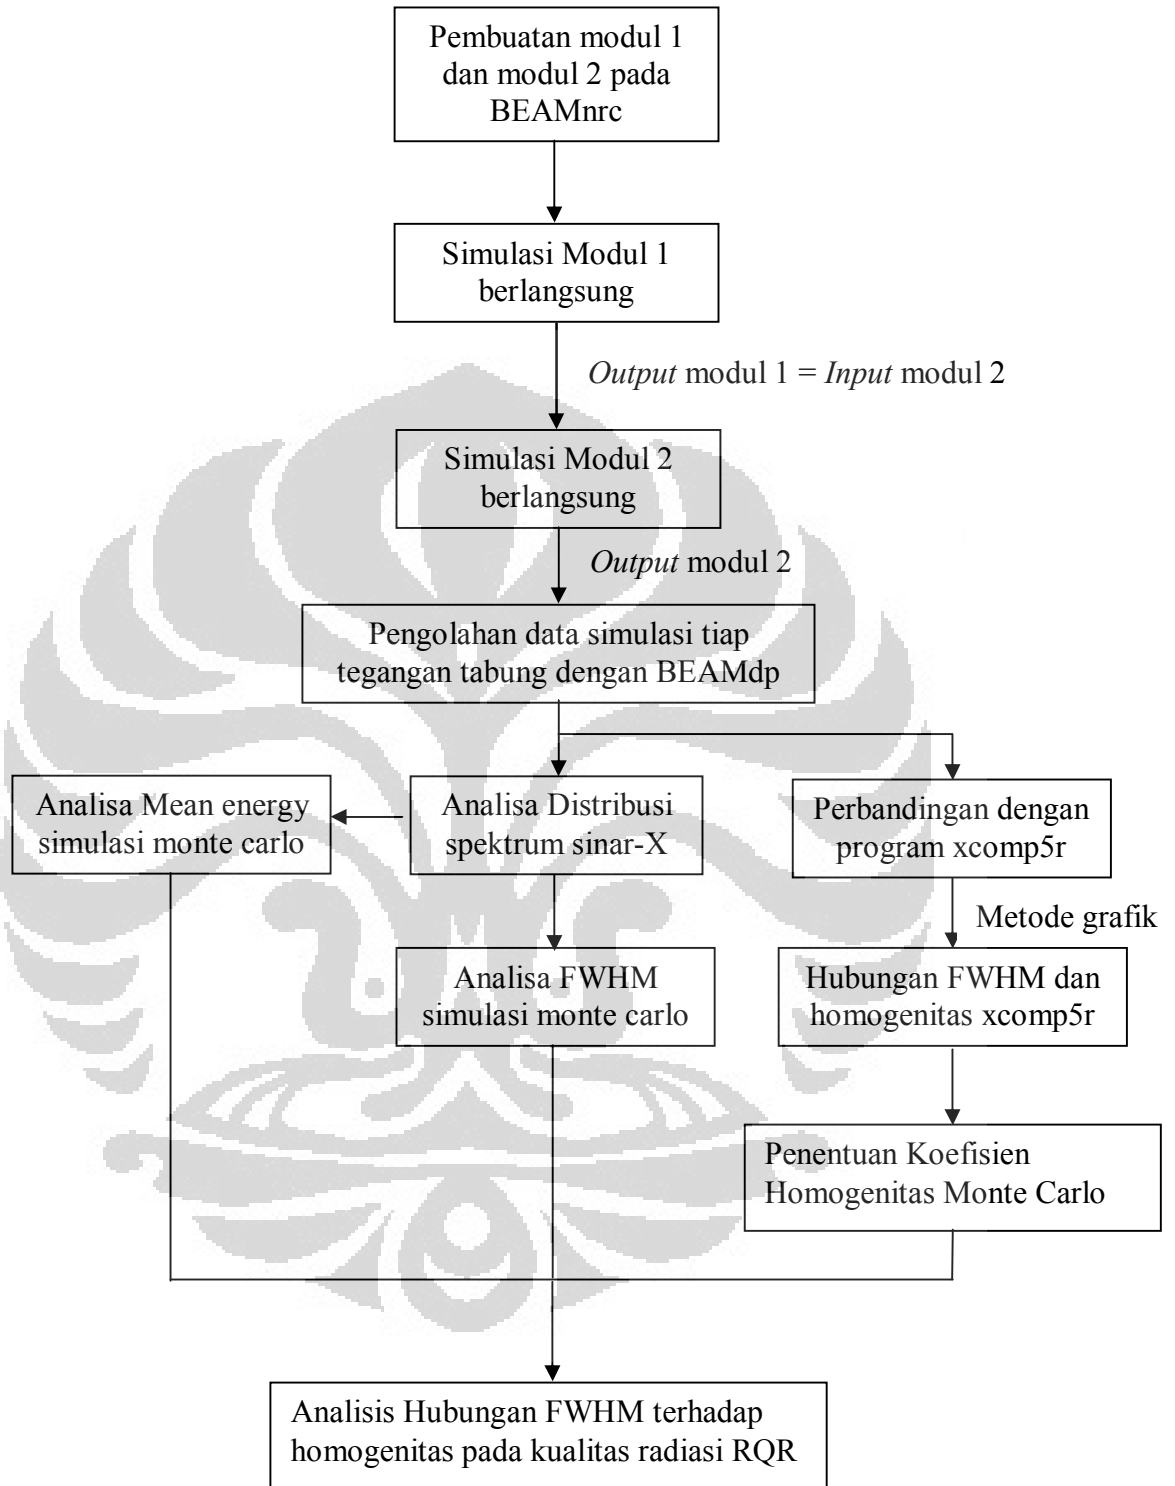 Pembuatan modul 1
dan modul 2 pada
BEAMnrc
Simulasi Modul 1
berlangsung
Output modul 1 = Input modul 2
Simulasi Modul 2
berlangsung
Output modul 2
Pengolahan data simulasi tiap
tegangan tabung dengan BEAMdp
Analisa Mean energy
simulasi monte carlo
Analisa Distribusi
spektrum sinar-X
Perbandingan dengan
program xcomp5r
Metode grafik
Analisa FWHM
simulasi monte carlo
Hubungan FWHM dan
homogenitas xcomp5r
Penentuan Koefisien
Homogenitas Monte Carlo
Analisis Hubungan FWHM terhadap
homogenitas pada kualitas radiasi RQR